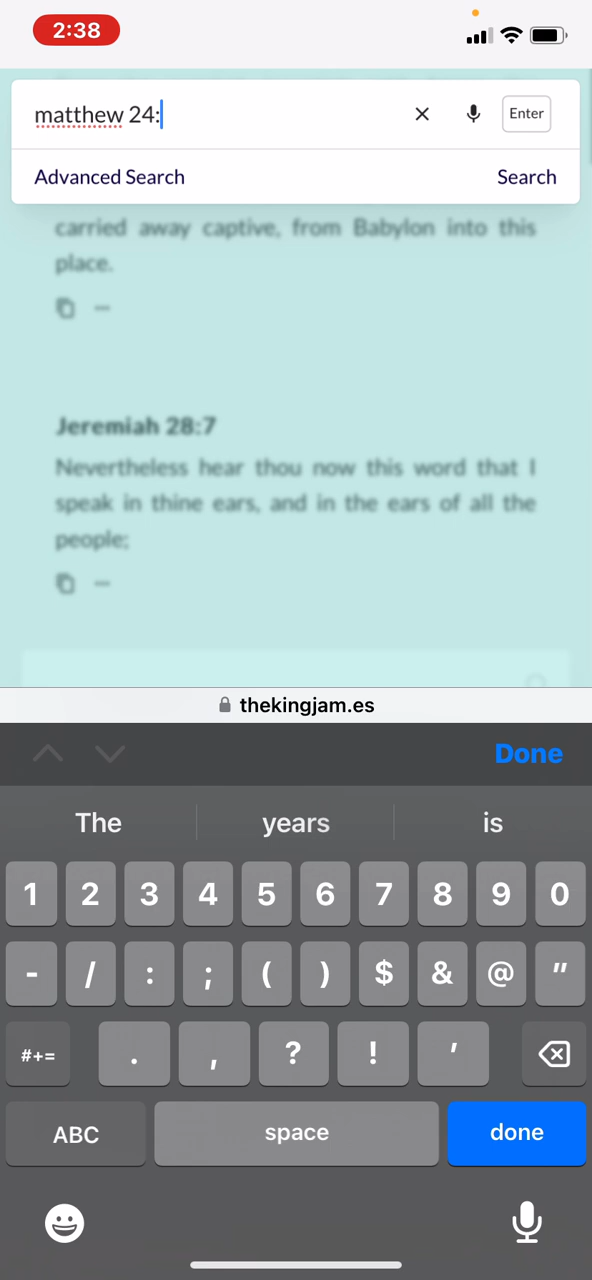 2:38
matthew 24:
Enter
Advanced Search
Search
carried away captive, from Babylon into this
place.
Jeremiah 28:7
Nevertheless hear thou now this word that I
speak in thine ears, and in the ears of all the
people;
thekingjam.es
Done
The
years
is
1 2 3 4 5 6 7 8 9 0
- / : ; ( ) $ & @ "
#+= . , ? ! '
ABC
space
done